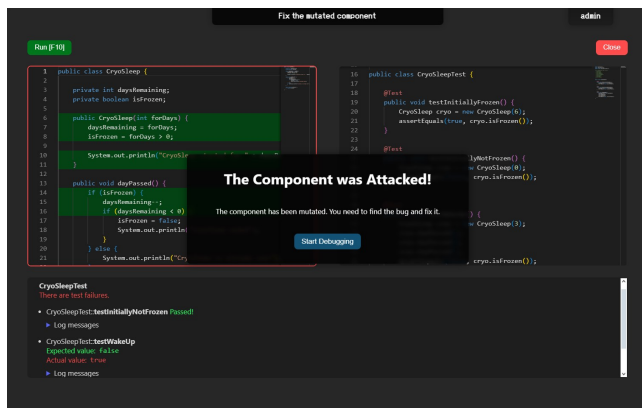 Fix the mutated component
admin
Run [F10]
Close
1 public class CryoSleep {
2
3 private int daysRemaining;
4 private boolean isFrozen;
5
6 public CryoSleep(int forDays) {
7 daysRemaining = forDays;
8 isFrozen = forDays > 0;
9
10 System.out.println("CryoSle
11 }
12
13 public void dayPassed() {
14 if (isFrozen) {
15 daysRemaining--;
16 if (daysRemaining < 0)
17 isFrozen = false;
18 System.out.println
19 }
20 } else {
21 System.out.println("Cry
16 public class CryoSleepTest {
17
18 @Test
19 public void testInitiallyFrozen() {
20 CryoSleep cryo = new CryoSleep(6);
21 assertEquals(true, cryo.isFrozen());
22 }
23
24 @Test
lyNotFrozen() {
new CryoSleep(0);
cryo.isFrozen());
) {
new CryoSleep(3);
cryo.isFrozen());
The Component was Attacked!
The component has been mutated. You need to find the bug and fix it.
Start Debugging
CryoSleepTest
There are test failures.
• CryoSleepTest::testInitiallyNotFrozen Passed!
▶ Log messages
• CryoSleepTest::testWakeUp
Expected value: false
Actual value: true
▶ Log messages